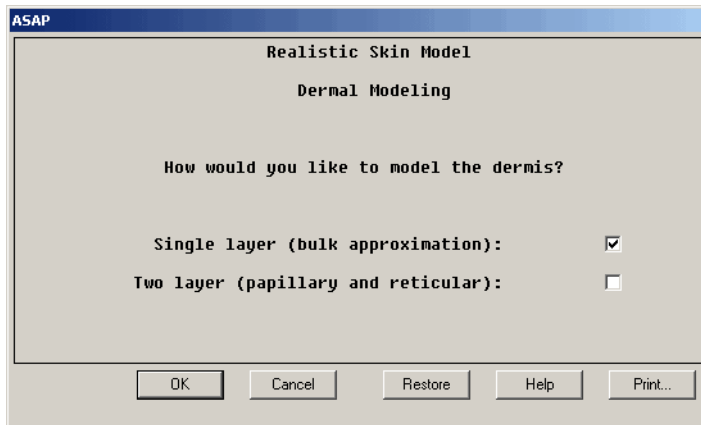 ASAP
Realistic Skin Model
Dermal Modeling
How would you like to model the dermis?
Single layer (bulk approximation):
Two layer (papillary and reticular):
OK Cancel Restore Help Print...